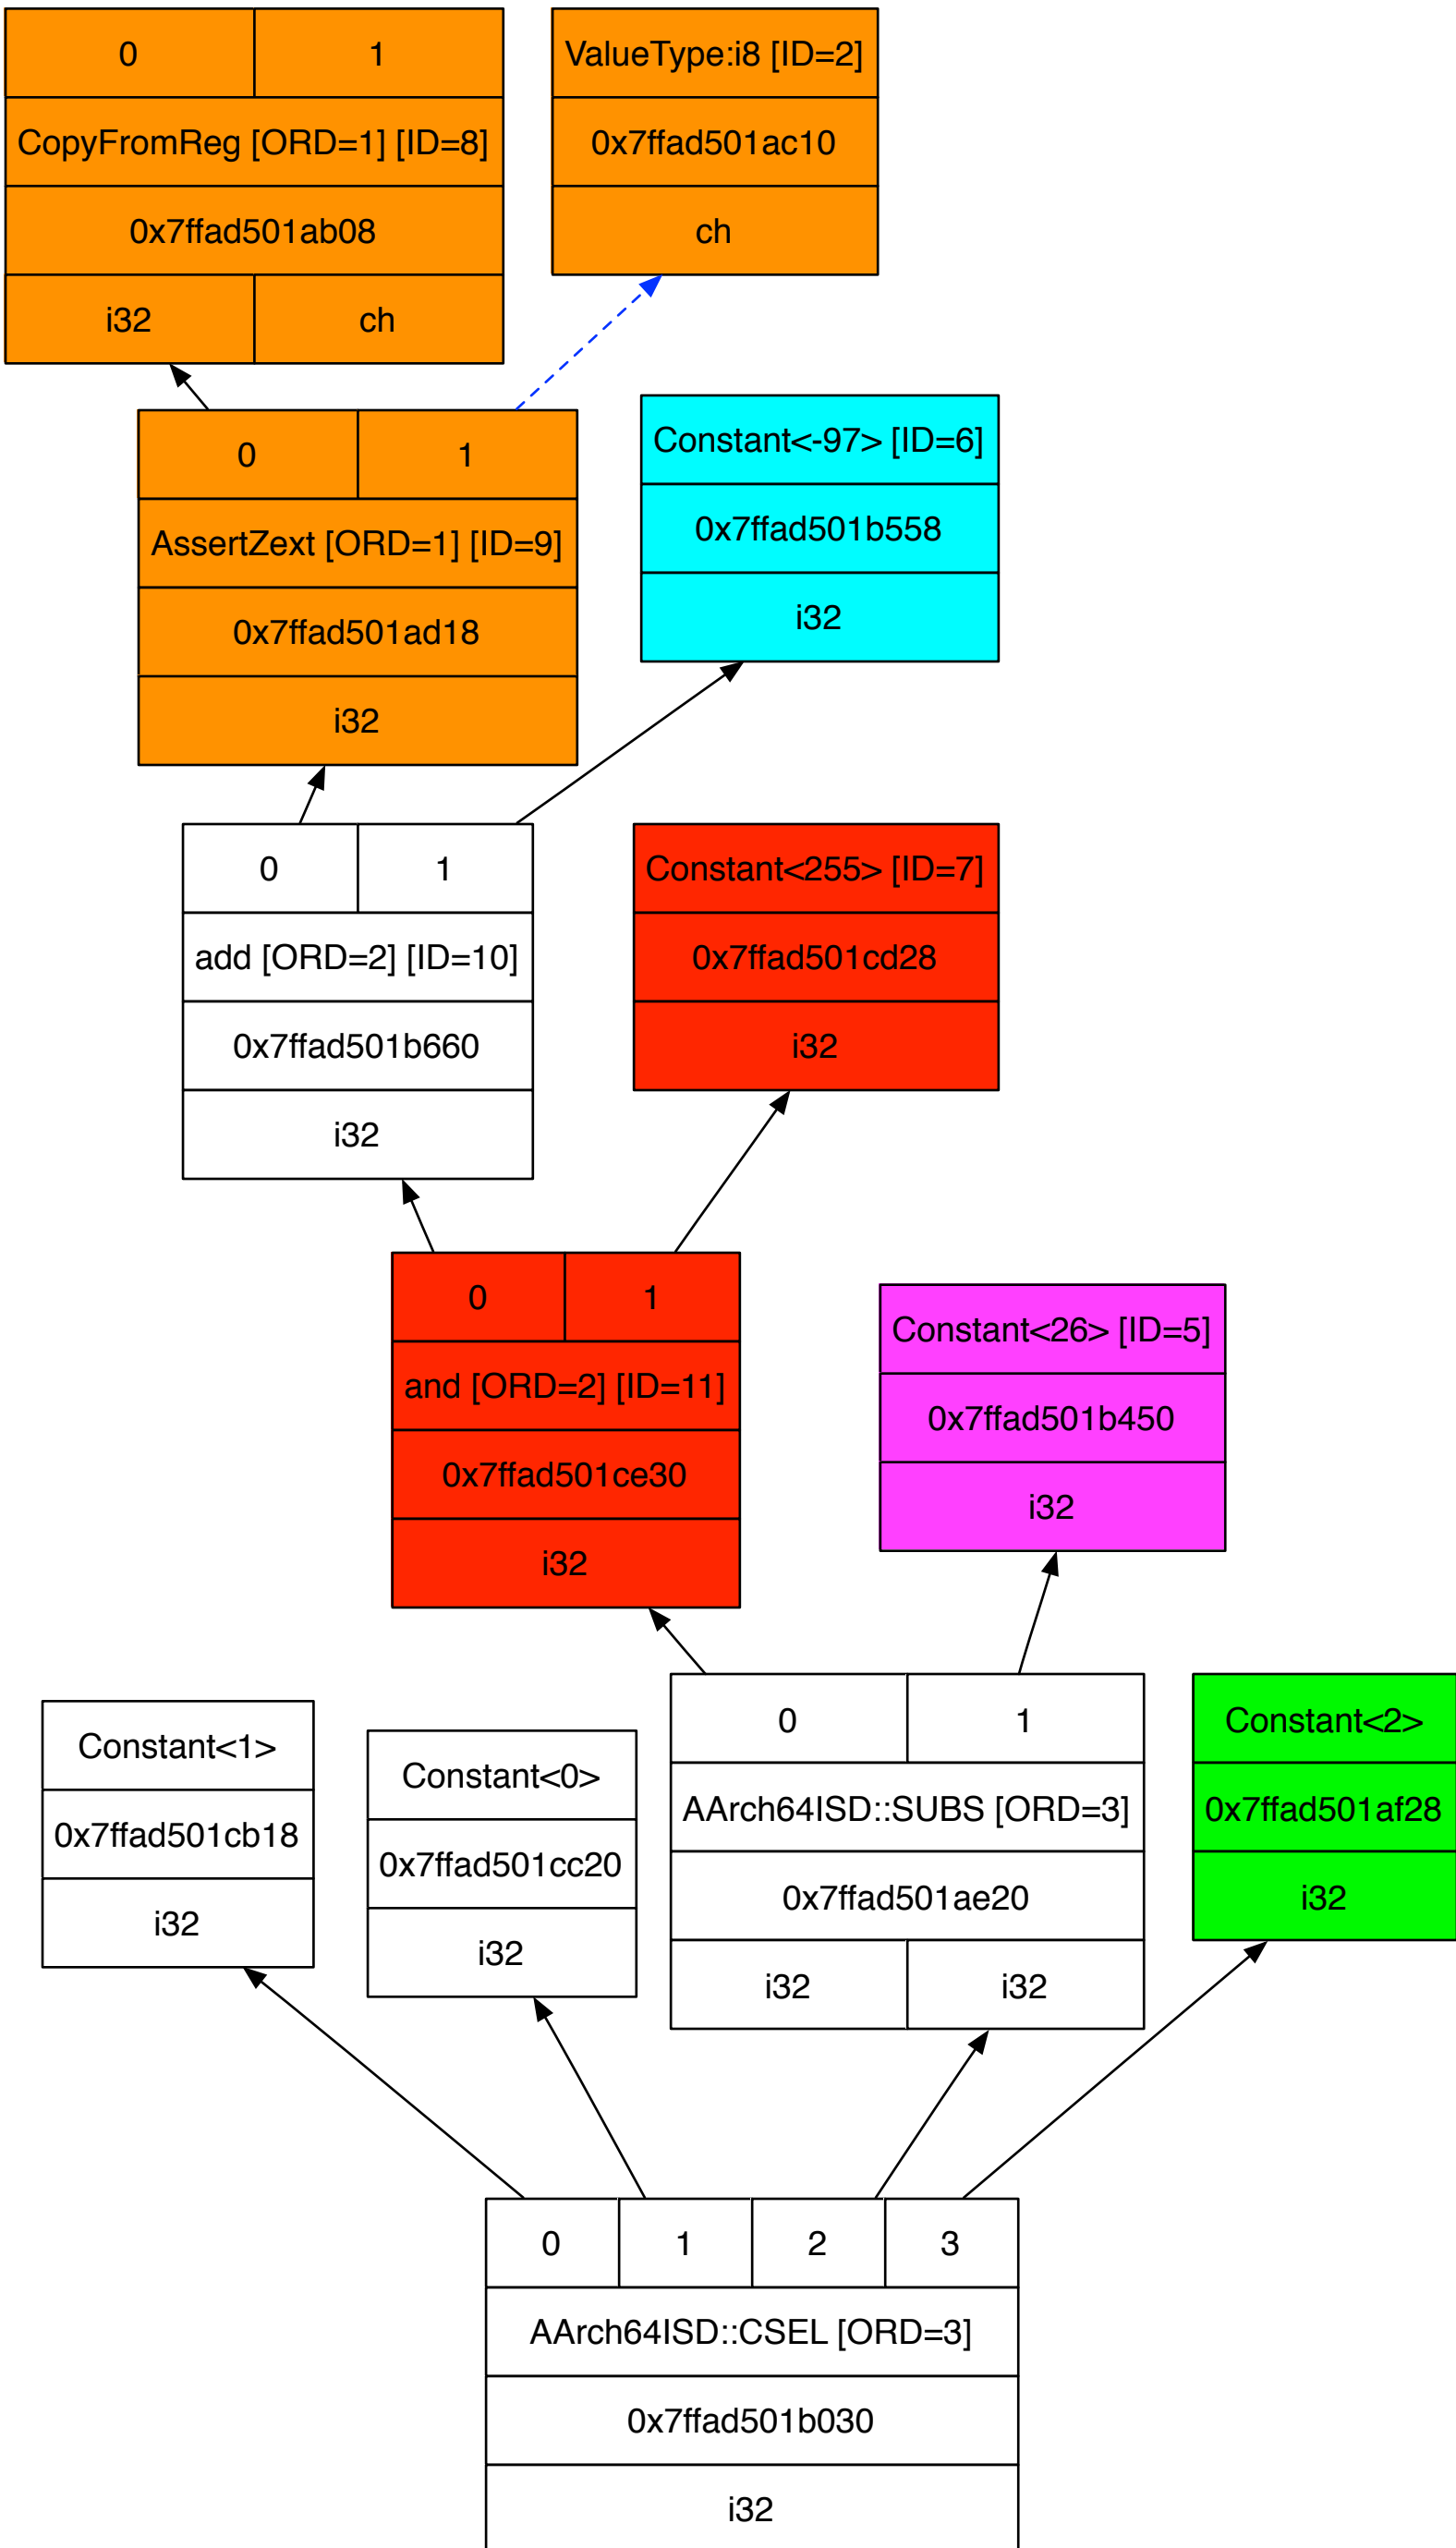 0 1
CopyFromReg [ORD=1] [ID=8]
0x7ffad501ab08
i32 ch
ValueType:i8 [ID=2]
0x7ffad501ac10
ch
0 1
AssertZext [ORD=1] [ID=9]
0x7ffad501ad18
i32
Constant<-97> [ID=6]
0x7ffad501b558
i32
0 1
add [ORD=2] [ID=10]
0x7ffad501b660
i32
Constant<255> [ID=7]
0x7ffad501cd28
i32
0 1
and [ORD=2] [ID=11]
0x7ffad501ce30
i32
Constant<26> [ID=5]
0x7ffad501b450
i32
Constant<1>
0x7ffad501cb18
i32
Constant<0>
0x7ffad501cc20
i32
0 1
AArch64ISD::SUBS [ORD=3]
0x7ffad501ae20
i32 i32
Constant<2>
0x7ffad501af28
i32
0 1 2 3
AArch64ISD::CSEL [ORD=3]
0x7ffad501b030
i32